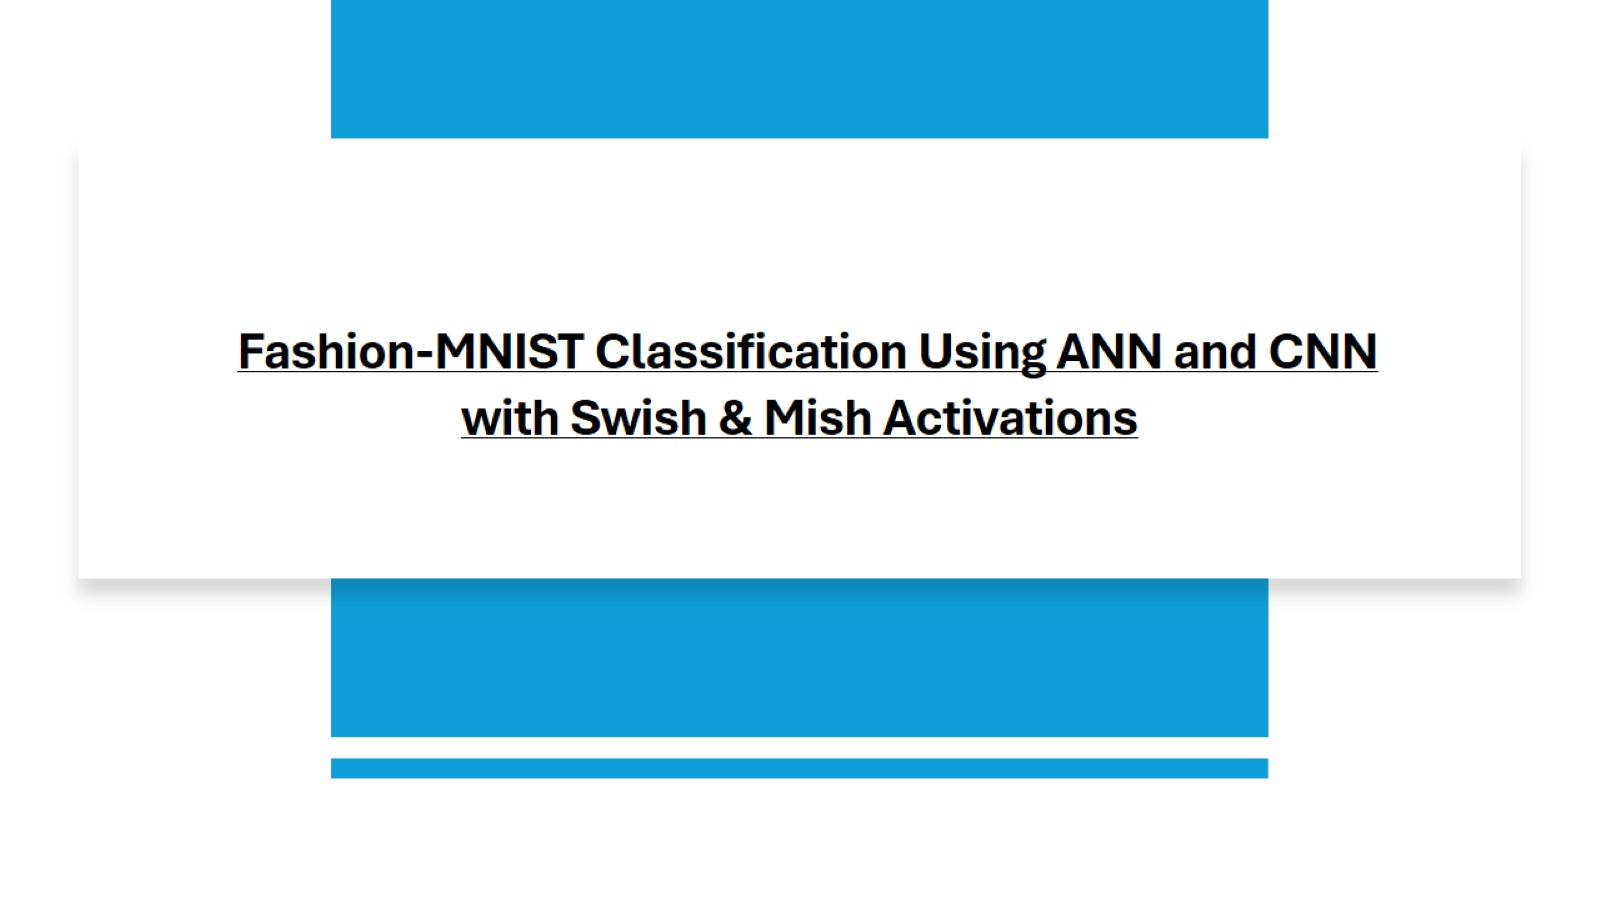 Fashion-MNIST Classification Using ANN and CNN
with Swish & Mish Activations